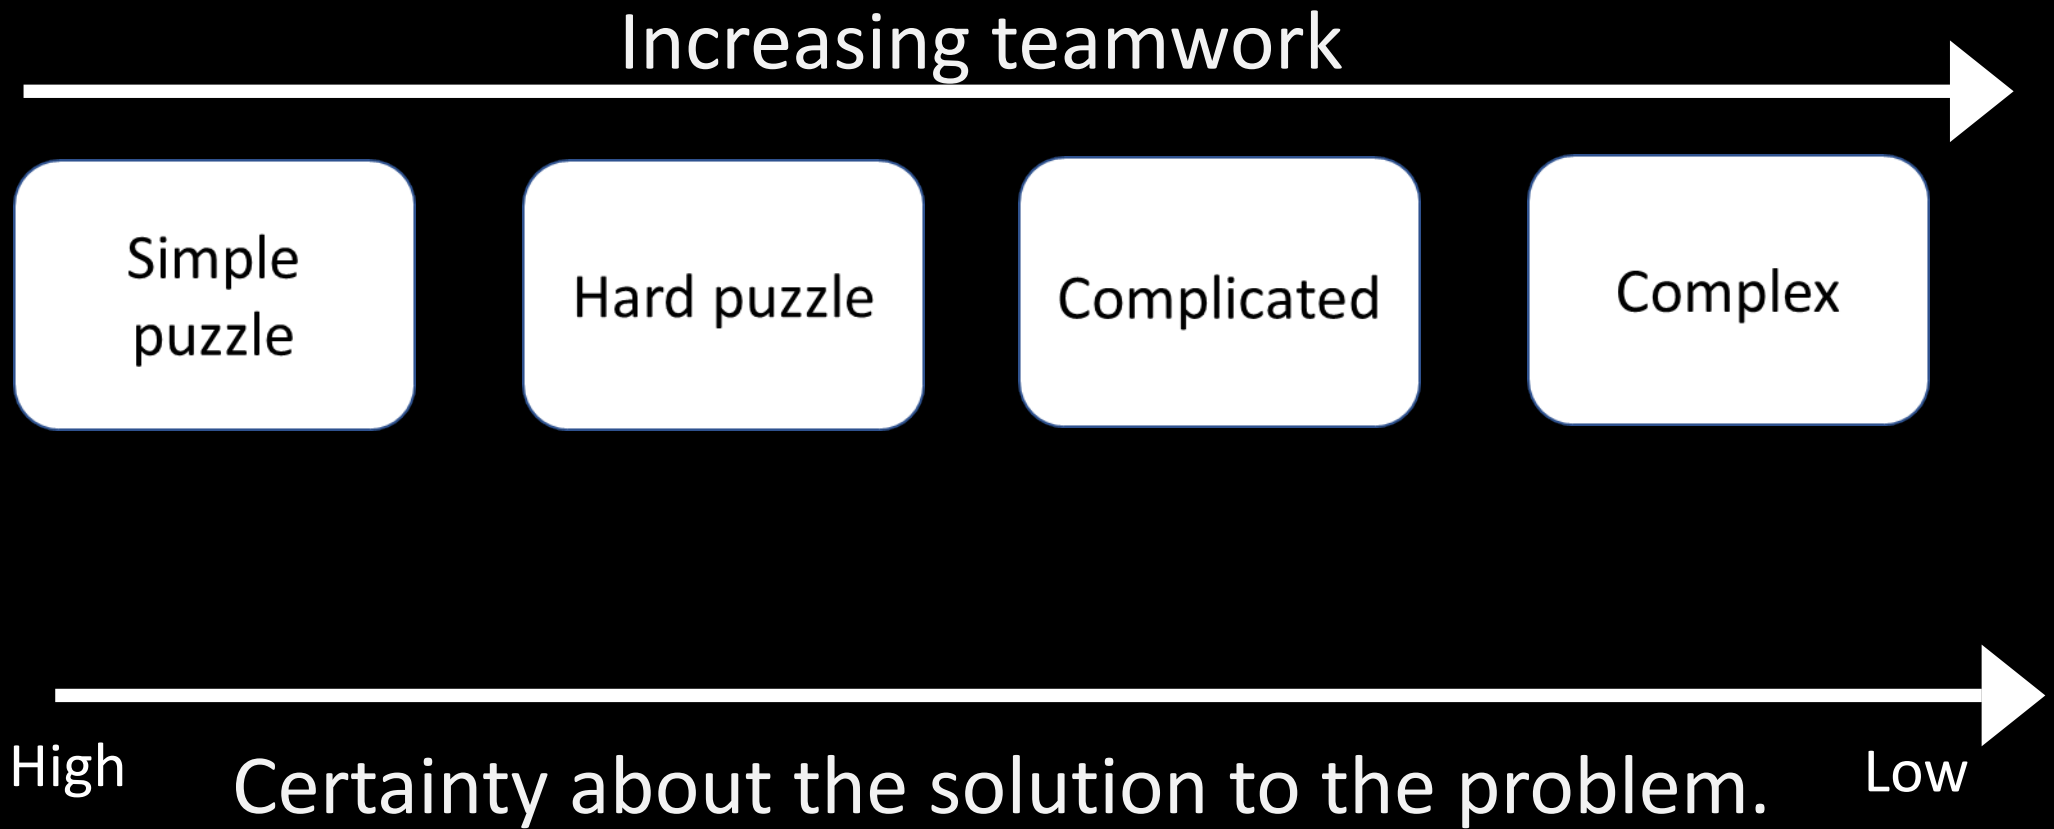 Increasing teamwork
Simple
puzzle
Hard puzzle
Complicated
Complex
High
Certainty about the solution to the problem.
Low